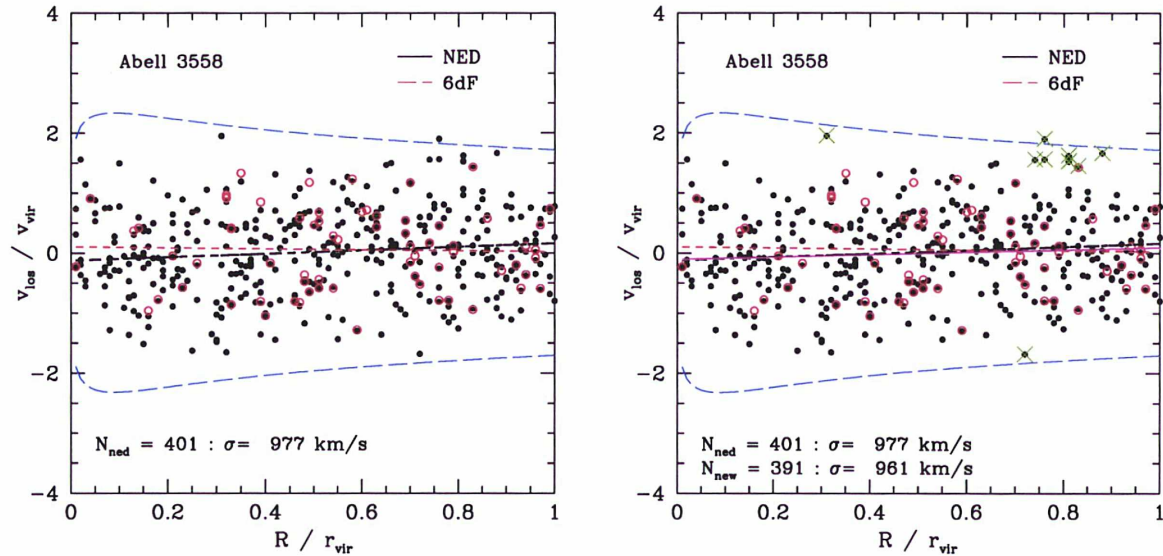 4
2
0
−2
−4
v_los / v_vir
Abell 3558
NED
6dF
N_ned = 401 : σ= 977 km/s
0
0.2
0.4
0.6
0.8
1
R / r_vir
4
2
0
−2
−4
v_los / v_vir
Abell 3558
NED
6dF
N_ned = 401 : σ= 977 km/s
N_new = 391 : σ= 961 km/s
0
0.2
0.4
0.6
0.8
1
R / r_vir